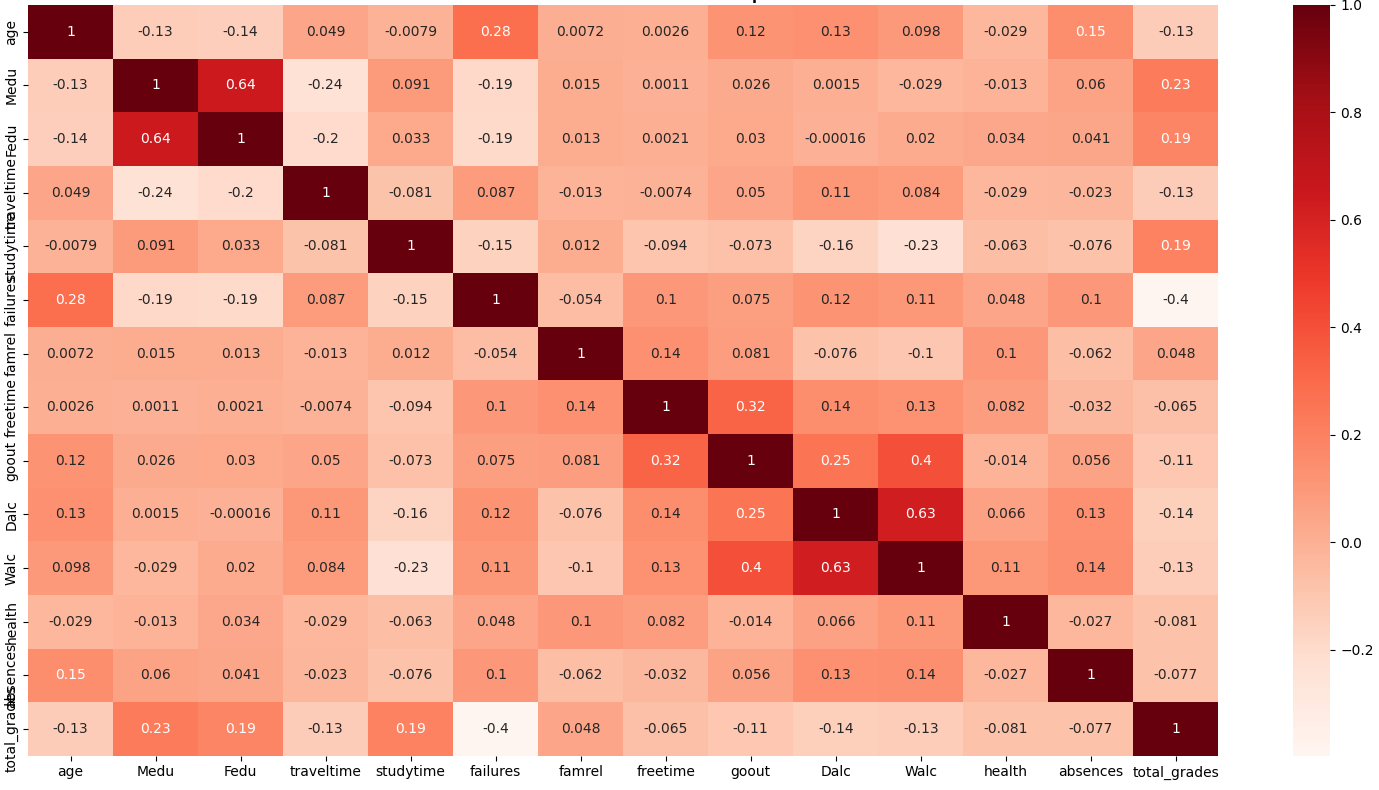 age 1 -0.13 -0.14 0.049 -0.0079 0.28 0.0072 0.0026 0.12 0.13 0.098 -0.029 0.15 -0.13
Medu -0.13 1 0.64 -0.24 0.091 -0.19 0.015 0.0011 0.026 0.0015 -0.029 -0.013 0.06 0.23
Fedu -0.14 0.64 1 -0.2 0.033 -0.19 0.013 0.0021 0.03 -0.00016 0.02 0.034 0.041 0.19
traveltime 0.049 -0.24 -0.2 1 -0.081 0.087 -0.013 -0.0074 0.05 0.11 0.084 -0.029 -0.023 -0.13
studytime -0.0079 0.091 0.033 -0.081 1 -0.15 0.012 -0.094 -0.073 -0.16 -0.23 -0.063 -0.076 0.19
failures 0.28 -0.19 -0.19 0.087 -0.15 1 -0.054 0.1 0.075 0.12 0.11 0.048 0.1 -0.4
famrel 0.0072 0.015 0.013 -0.013 0.012 -0.054 1 0.14 0.081 -0.076 -0.1 0.1 -0.062 0.048
freetime 0.0026 0.0011 0.0021 -0.0074 -0.094 0.1 0.14 1 0.32 0.14 0.13 0.082 -0.032 -0.065
goout 0.12 0.026 0.03 0.05 -0.073 0.075 0.081 0.32 1 0.25 0.4 -0.014 0.056 -0.11
Dalc 0.13 0.0015 -0.00016 0.11 -0.16 0.12 -0.076 0.14 0.25 1 0.63 0.066 0.13 -0.14
Walc 0.098 -0.029 0.02 0.084 -0.23 0.11 -0.1 0.13 0.4 0.63 1 0.11 0.14 -0.13
health -0.029 -0.013 0.034 -0.029 -0.063 0.048 0.1 0.082 -0.014 0.066 0.11 1 -0.027 -0.081
absences 0.15 0.06 0.041 -0.023 -0.076 0.1 -0.062 -0.032 0.056 0.13 0.14 -0.027 1 -0.077
total_grades -0.13 0.23 0.19 -0.13 0.19 -0.4 0.048 -0.065 -0.11 -0.14 -0.13 -0.081 -0.077 1
age Medu Fedu traveltime studytime failures famrel freetime goout Dalc Walc health absences total_grades
1.0
0.8
0.6
0.4
0.2
0.0
−0.2